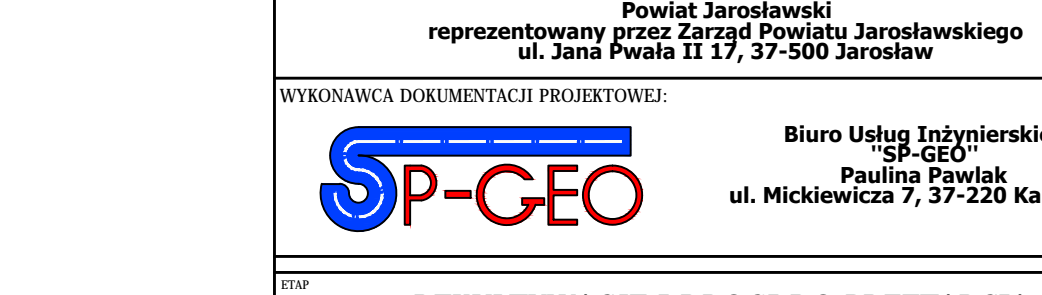 Powiat Jarosławski
reprezentowany przez Zarząd Powiatu Jarosławskiego
ul. Jana Pwała II 17, 37-500 Jarosław
WYKONAWCA DOKUMENTACJI PROJEKTOWEJ:
SP-GEO
Biuro Usług Inżynierskie
"SP-GEO"
Paulina Pawlak
ul. Mickiewicza 7, 37-220 Ka
ETAP